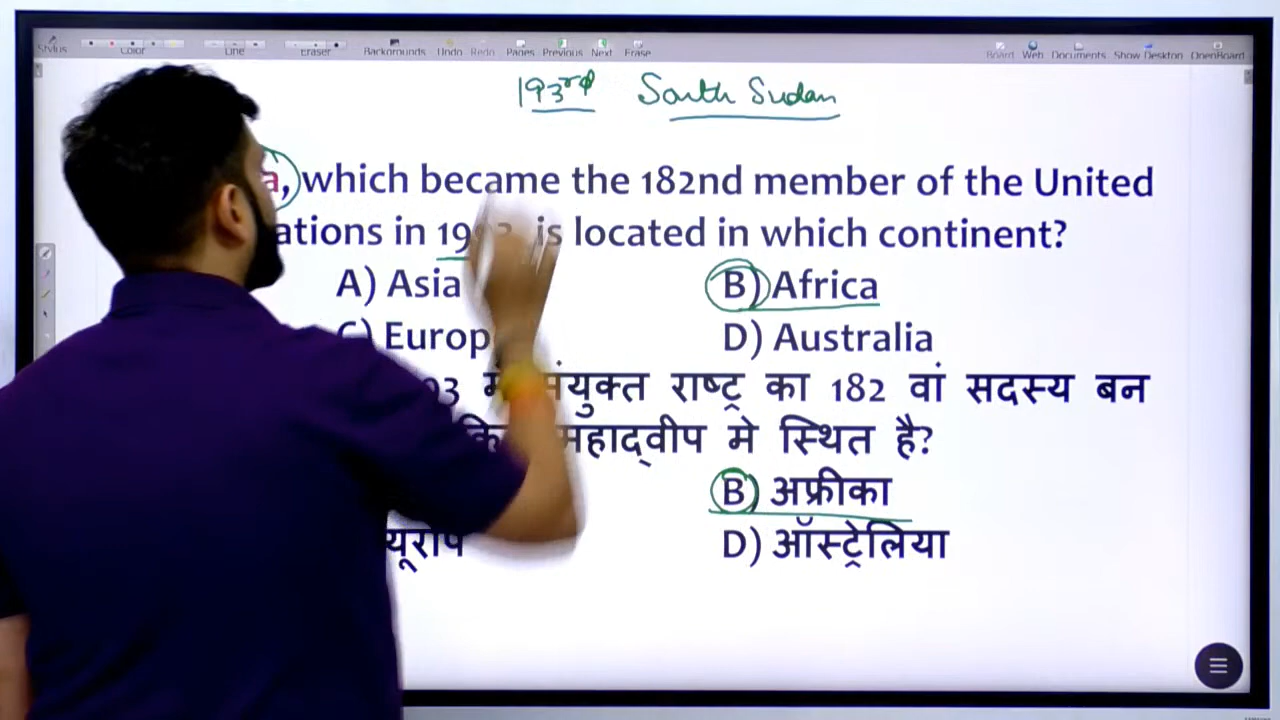 Stylus Color Line Eraser Backgrounds Undo Redo Pages Previous Next Erase Board Web Documents Show Desktop OpenBoard
193rd South Sudan
a, which became the 182nd member of the United
ations in 19 is located in which continent?
A) Asia B) Africa
C) Europ D) Australia
संयुक्त राष्ट्र का 182 वां सदस्य बन
महाद्वीप मे स्थित है?
B) अफ्रीका
यूरोप D) ऑस्ट्रेलिया